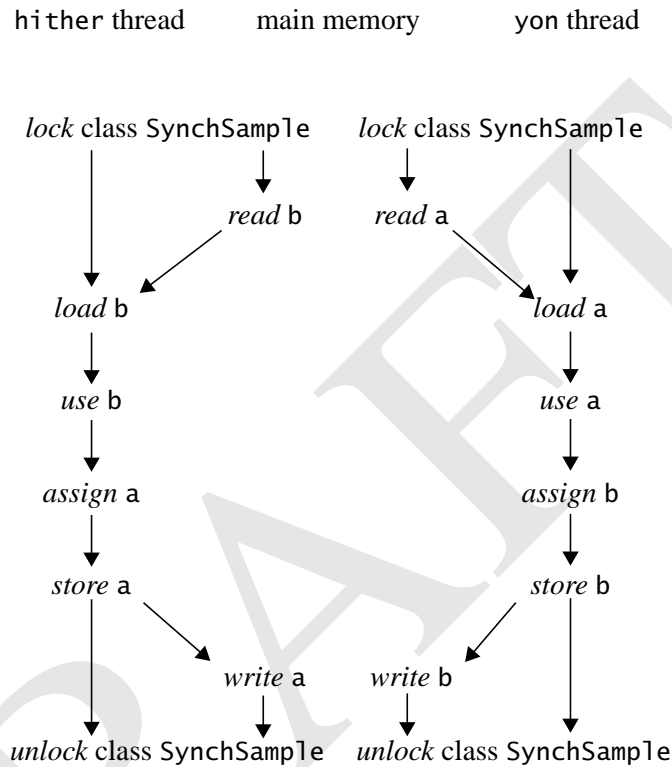 hither thread main memory yon thread
lock class SynchSample lock class SynchSample
read b read a
load b load a
use b use a
assign a assign b
store a store b
write a write b
unlock class SynchSample unlock class SynchSample
DRAFT